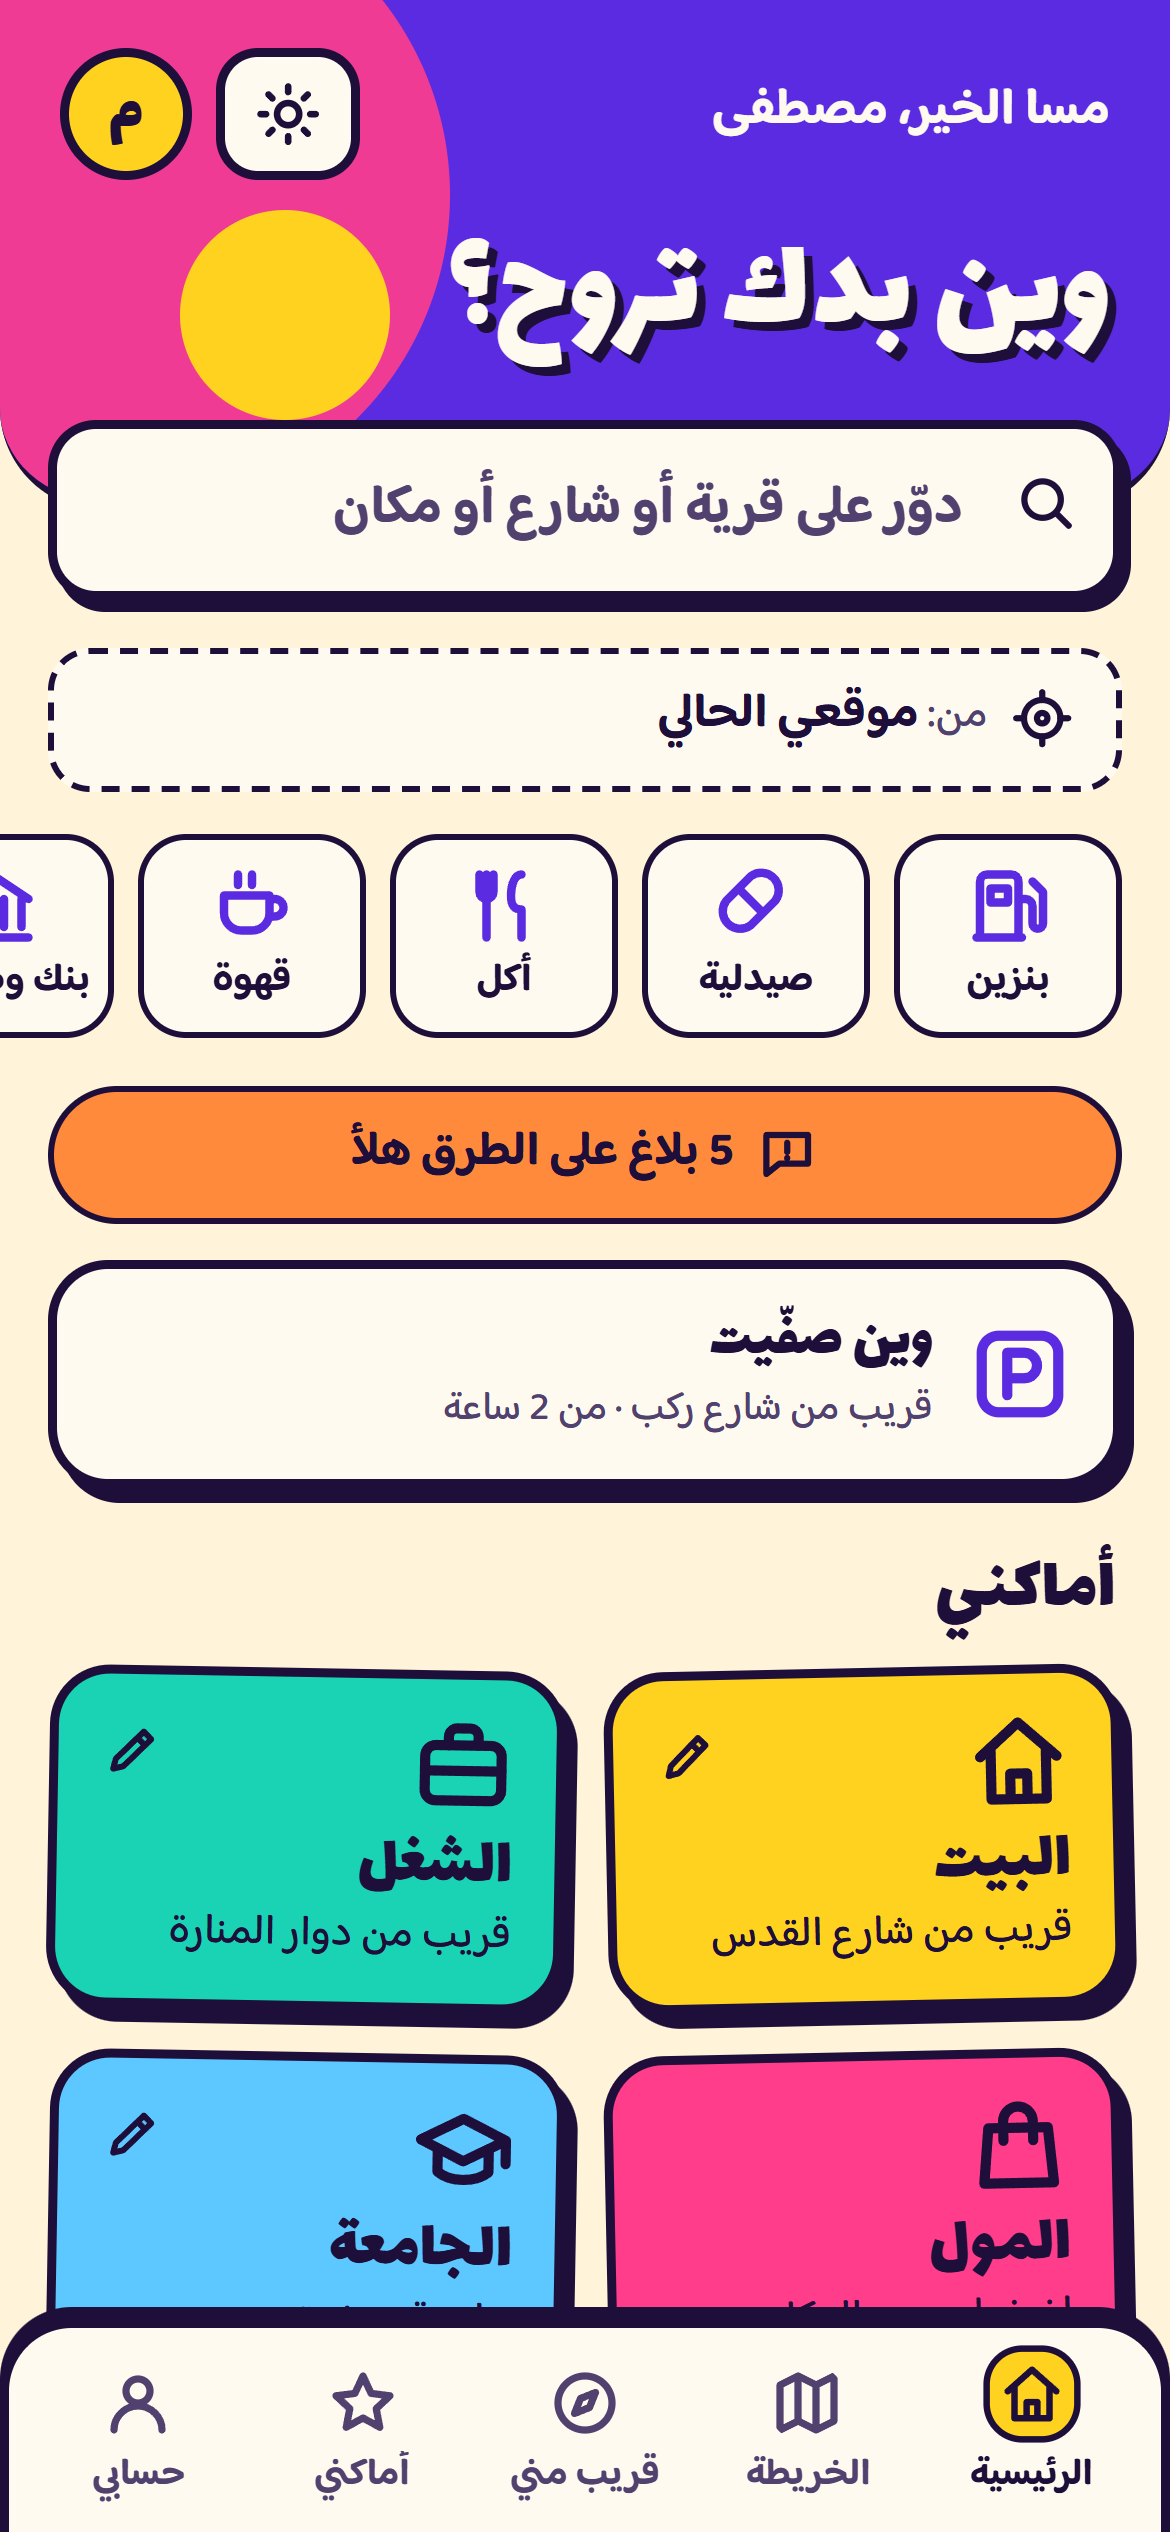 مسا الخير، مصطفى
م
وين بدك تروح؟
دوّر على قرية أو شارع أو مكان
من: موقعي الحالي
بنزين
صيدلية
أكل
قهوة
بنك
5 بلاغ على الطرق هلأ
وين صفّيت
قريب من شارع ركب · من 2 ساعة
P
أماكني
البيت
قريب من شارع القدس
الشغل
قريب من دوار المنارة
المول
الجامعة
الرئيسية
الخريطة
قريب مني
أماكني
حسابي